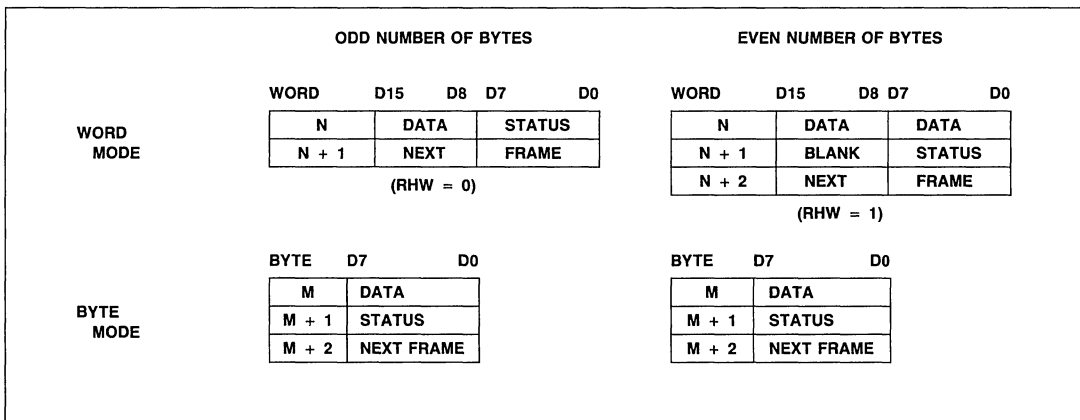 ODD NUMBER OF BYTES
EVEN NUMBER OF BYTES
WORD MODE
WORD D15 D8 D7 D0
N DATA STATUS
N + 1 NEXT FRAME
(RHW = 0)
WORD D15 D8 D7 D0
N DATA DATA
N + 1 BLANK STATUS
N + 2 NEXT FRAME
(RHW = 1)
BYTE MODE
BYTE D7 D0
M DATA
M + 1 STATUS
M + 2 NEXT FRAME
BYTE D7 D0
M DATA
M + 1 STATUS
M + 2 NEXT FRAME